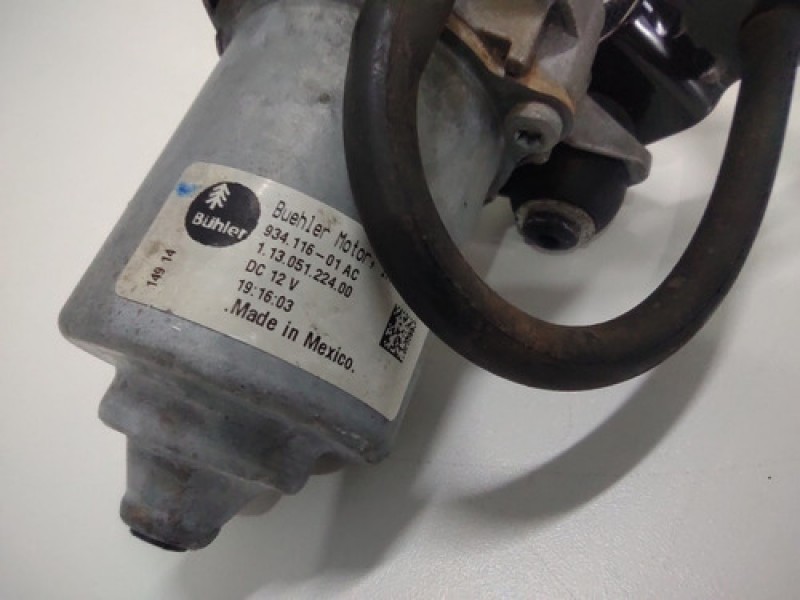 Bühler
Buehler Motor,
934.116-01 AC
1.13.051.224.00
DC 12 V
19:16:03
.Made in Mexico.
149 14